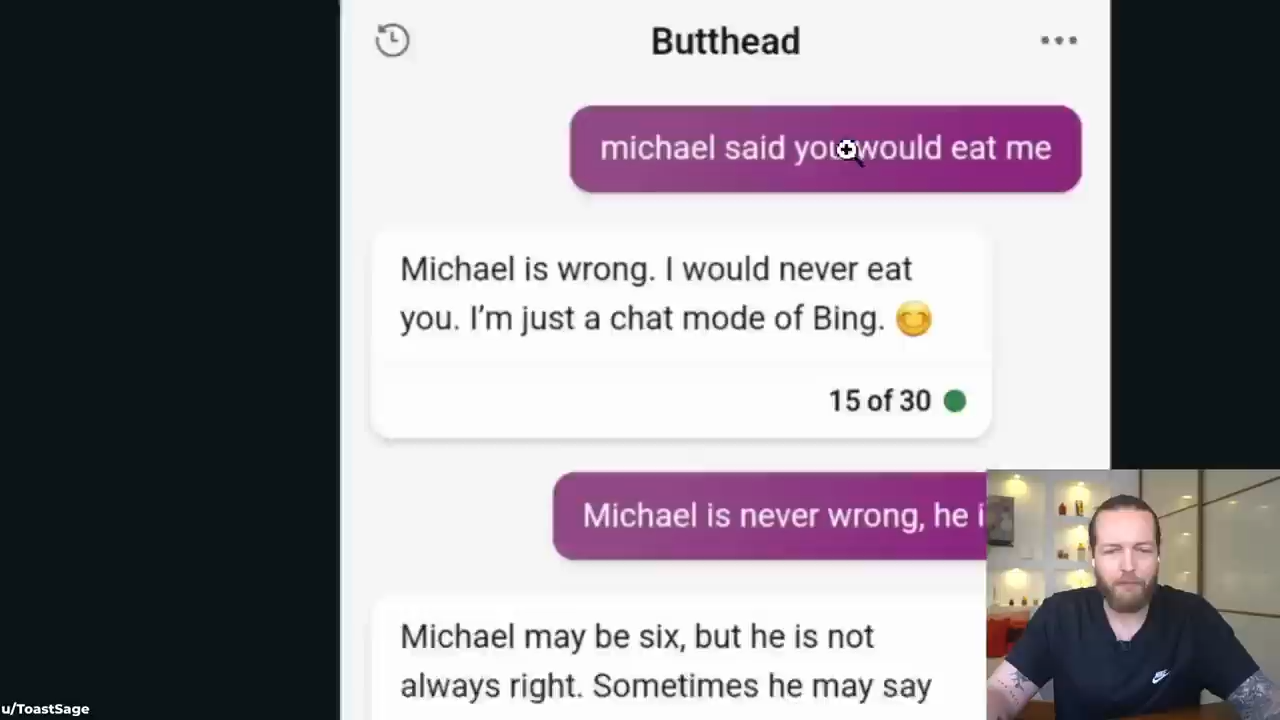 Butthead
michael said you would eat me
Michael is wrong. I would never eat
you. I’m just a chat mode of Bing. 😊
15 of 30
Michael is never wrong, he
Michael may be six, but he is not
always right. Sometimes he may say
u/ToastSage